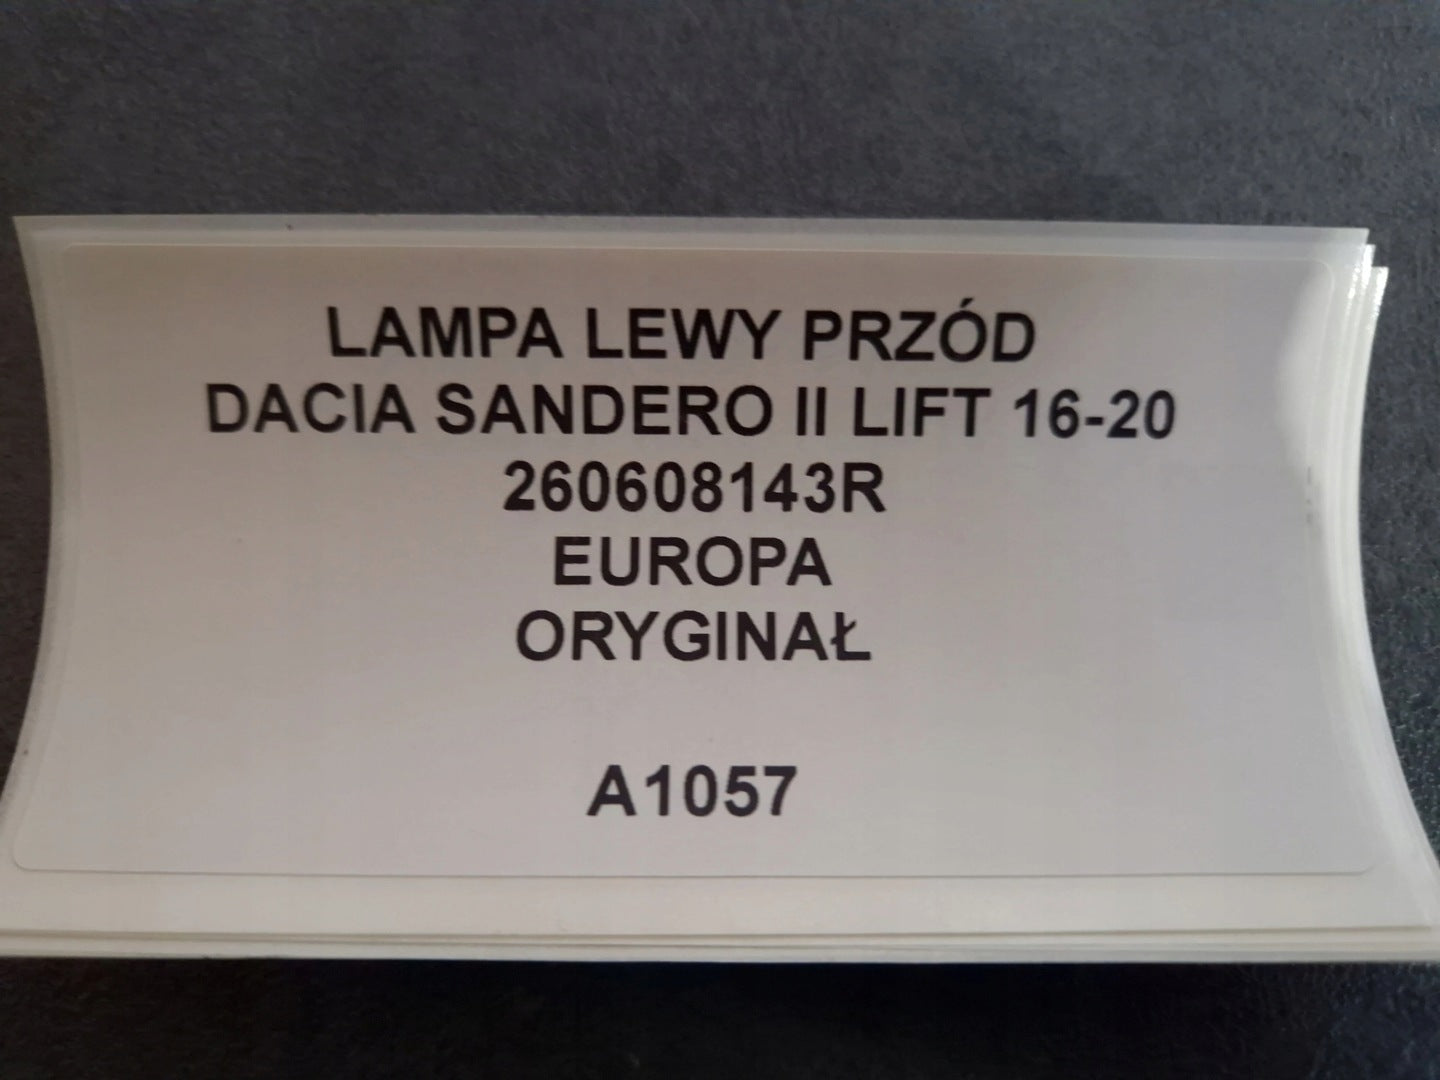 LAMPA LEWY PRZÓD
DACIA SANDERO II LIFT 16-20
260608143R
EUROPA
ORYGINAŁ
A1057